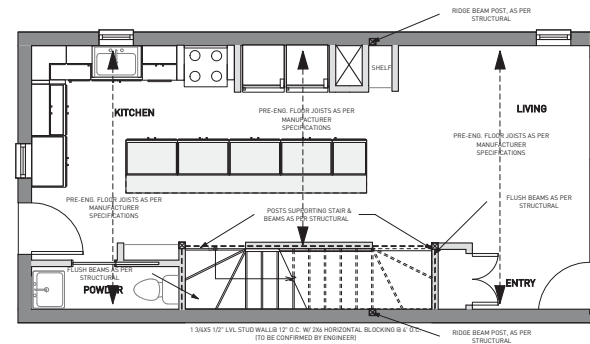 RIDGE BEAM POST, AS PER
STRUCTURAL
SHELF
KITCHEN
PRE-ENG. FLOOR JOISTS AS PER
MANUFACTURER
SPECIFICATIONS
LIVING
PRE-ENG. FLOOR JOISTS AS PER
MANUFACTURER
SPECIFICATIONS
PRE-ENG. FLOOR JOISTS AS PER
MANUFACTURER
SPECIFICATIONS
POSTS SUPPORTING STAIR &
BEAMS AS PER STRUCTURAL
FLUSH BEAMS AS PER
STRUCTURAL
FLUSH BEAMS AS PER
STRUCTURAL
POWDER
ENTRY
1 3/4X5 1/2" LVL STUD WALL@ 12" O.C. W/ 2X6 HORIZONTAL BLOCKING @ 4' O.C.
(TO BE CONFIRMED BY ENGINEER)
RIDGE BEAM POST, AS PER
STRUCTURAL